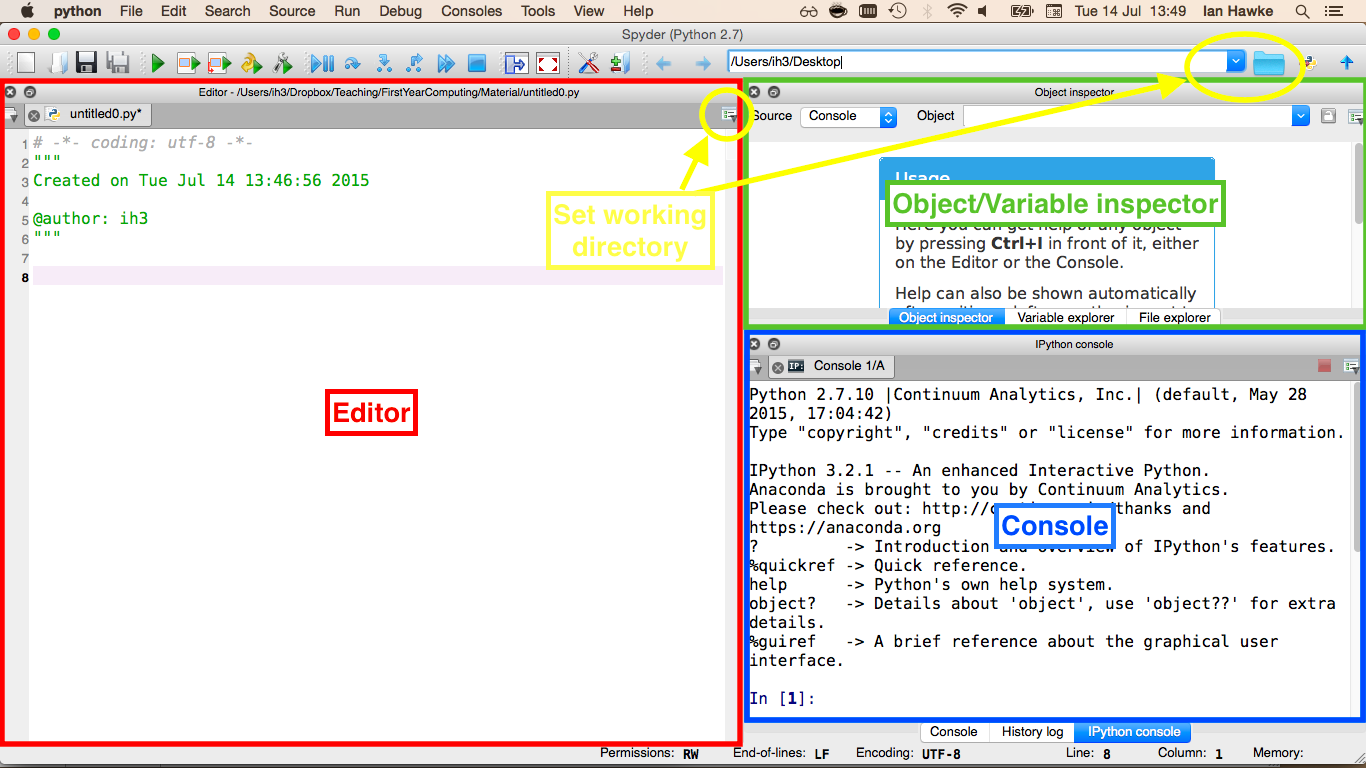 python File Edit Search Source Run Debug Consoles Tools View Help Tue 14 Jul 13:49 Ian Hawke
Spyder (Python 2.7)
/Users/ih3/Desktop
Editor - /Users/ih3/Dropbox/Teaching/FirstYearComputing/Material/untitled0.py
untitled0.py*
1 # -*- coding: utf-8 -*-
2 """
3 Created on Tue Jul 14 13:46:56 2015
4
5 @author: ih3
6 """
7
8
Set working
directory
Editor
Object inspector
Source Console Object
Usage
Object/Variable inspector
Here you can get help of any object
by pressing Ctrl+I in front of it, either
on the Editor or the Console.
Help can also be shown automatically
Object inspector Variable explorer File explorer
IPython console
IP: Console 1/A
Python 2.7.10 |Continuum Analytics, Inc.| (default, May 28
2015, 17:04:42)
Type "copyright", "credits" or "license" for more information.
IPython 3.2.1 -- An enhanced Interactive Python.
Anaconda is brought to you by Continuum Analytics.
Please check out: thanks and
https://anaconda.org
Console
? -> Introduction and overview of IPython's features.
%quickref -> Quick reference.
help -> Python's own help system.
object? -> Details about 'object', use 'object??' for extra
details.
%guiref -> A brief reference about the graphical user
interface.
In [1]:
Console History log IPython console
Permissions: RW End-of-lines: LF Encoding: UTF-8 Line: 8 Column: 1 Memory: